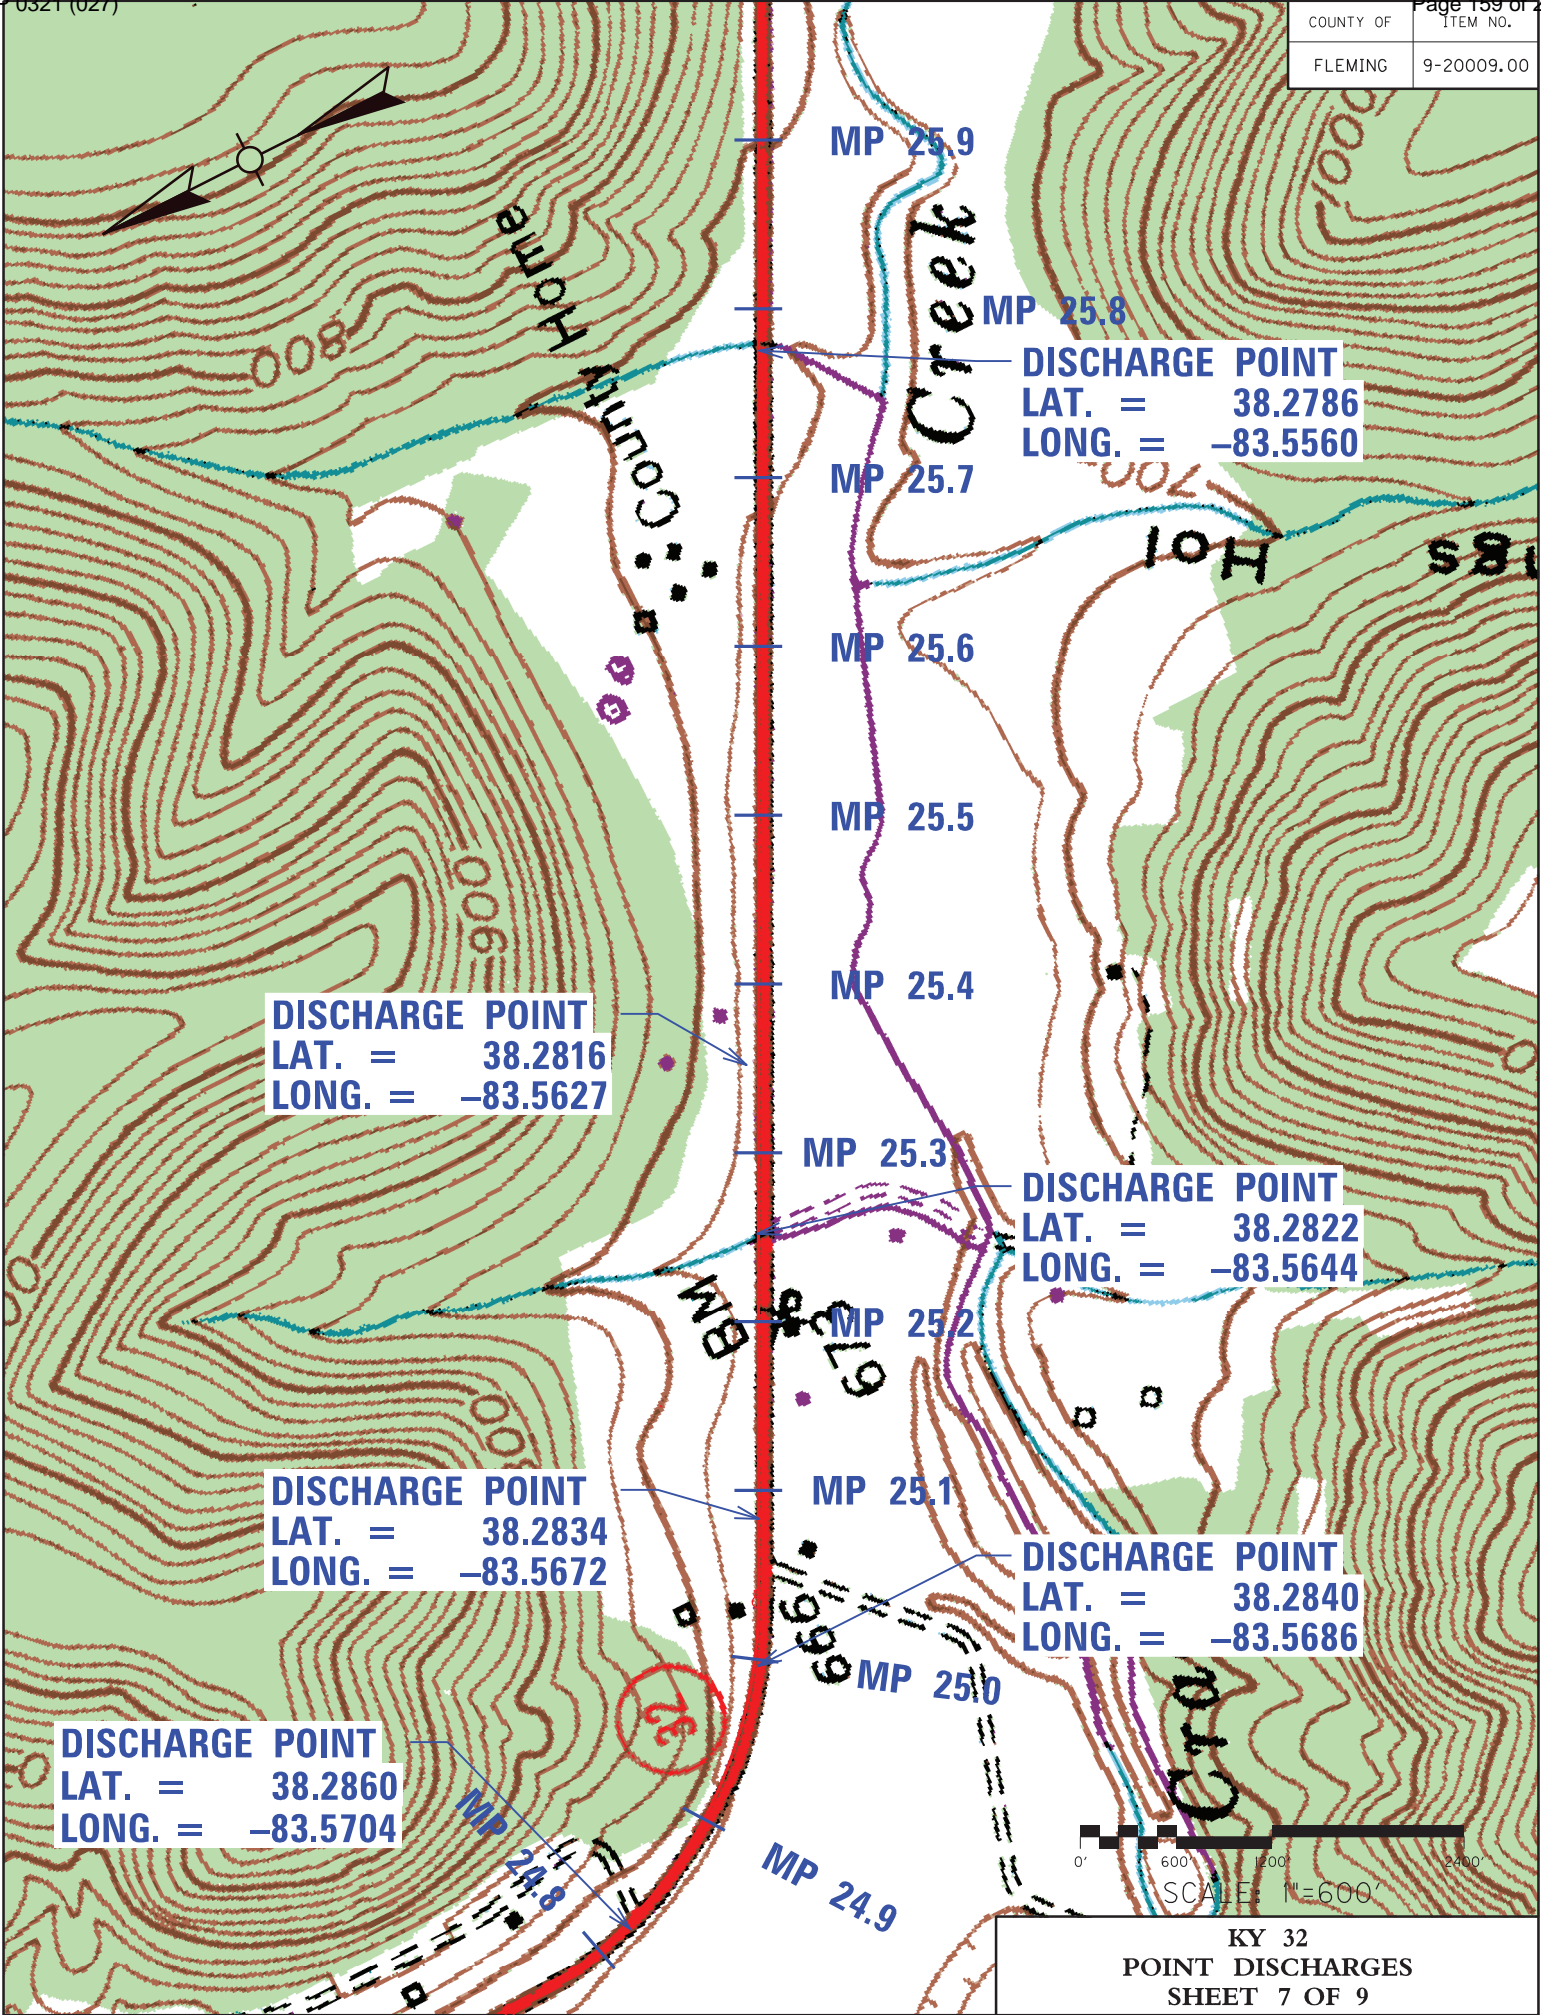 0321 (027)
Page 159 of 2
COUNTY OF
ITEM NO.
FLEMING
9-20009.00
MP 25.9
1000
Creek
Home
MP 25.8
800
DISCHARGE POINT
LAT. = 38.2786
LONG. = –83.5560
County
MP 25.7
700
Hol
MP 25.6
MP 25.5
900
MP 25.4
DISCHARGE POINT
LAT. = 38.2816
LONG. = –83.5627
MP 25.3
DISCHARGE POINT
LAT. = 38.2822
LONG. = –83.5644
BM
673
MP 25.2
DISCHARGE POINT
LAT. = 38.2834
LONG. = –83.5672
MP 25.1
DISCHARGE POINT
LAT. = 38.2840
LONG. = –83.5686
669
MP 25.0
32
Cra
DISCHARGE POINT
LAT. = 38.2860
LONG. = –83.5704
MP 24.8
MP 24.9
0' 600' 1200' 2400'
SCALE: 1"=600'
KY 32
POINT DISCHARGES
SHEET 7 OF 9